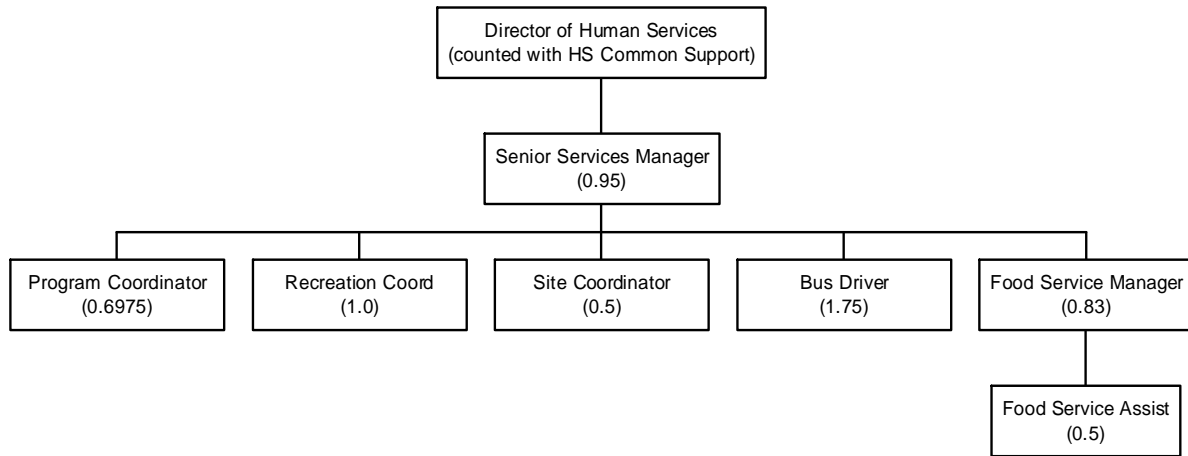 Director of Human Services
(counted with HS Common Support)
Senior Services Manager
(0.95)
Program Coordinator
(0.6975)
Recreation Coord
(1.0)
Site Coordinator
(0.5)
Bus Driver
(1.75)
Food Service Manager
(0.83)
Food Service Assist
(0.5)